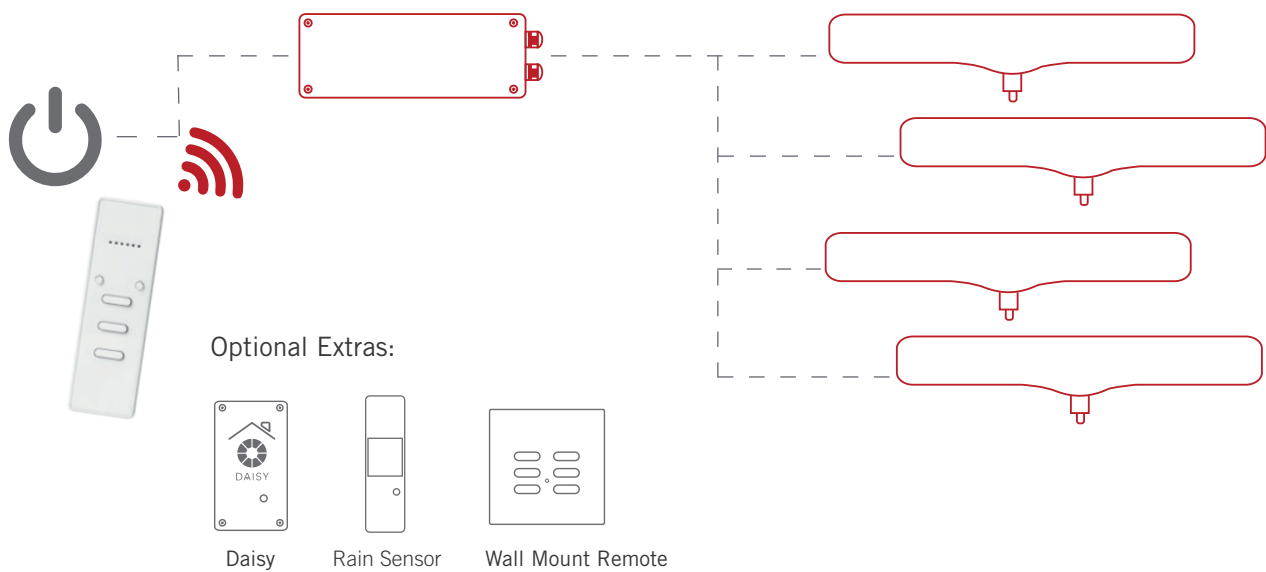 Optional Extras:
DAISY
Daisy
Rain Sensor
Wall Mount Remote